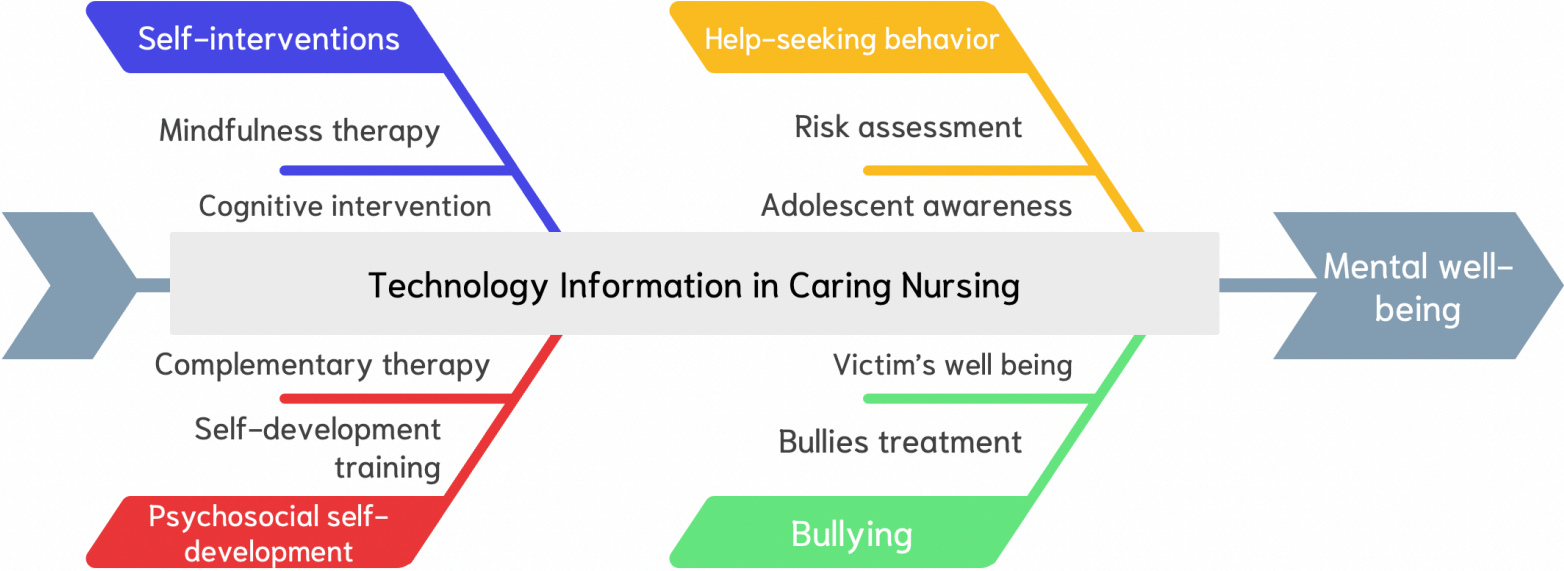 Self-interventions
Mindfulness therapy
Cognitive intervention
Help-seeking behavior
Risk assessment
Adolescent awareness
Technology Information in Caring Nursing
Mental well-
being
Complementary therapy
Self-development
training
Psychosocial self-
development
Victim's well being
Bullies treatment
Bullying